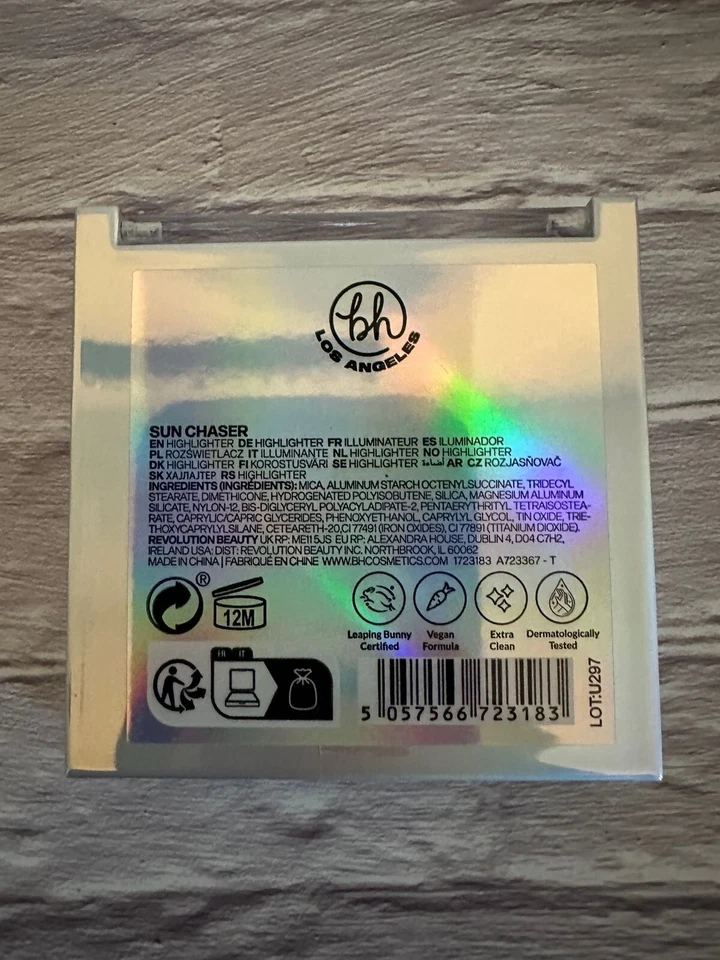 bh
LOS ANGELES
SUN CHASER
EN HIGHLIGHTER DE HIGHLIGHTER FR ILLUMINATEUR ES ILUMINADOR
PL ROZŚWIETLACZ IT ILLUMINANTE NL HIGHLIGHTER NO HIGHLIGHTER
DK HIGHLIGHTER FI KOROSTUSVÄRI SE HIGHLIGHTER إضاءة AR CZ ROZJASŇOVAČ
SK ХАЈЛАЈТЕР RS HIGHLIGHTER
INGREDIENTS (INGRÉDIENTS): MICA, ALUMINUM STARCH OCTENYLSUCCINATE, TRIDECYL
STEARATE, DIMETHICONE, HYDROGENATED POLYISOBUTENE, SILICA, MAGNESIUM ALUMINUM
SILICATE, NYLON-12, BIS-DIGLYCERYL POLYACYLADIPATE-2, PENTAERYTHRITYL TETRAISOSTEA-
RATE, CAPRYLIC/CAPRIC GLYCERIDES, PHENOXYETHANOL, CAPRYLYL GLYCOL, TIN OXIDE, TRIE-
THOXYCAPRYLYLSILANE, CETEARETH-20, CI 77491 (IRON OXIDES), CI 77891 (TITANIUM DIOXIDE).
REVOLUTION BEAUTY UK RP: ME11 5JS EU RP: ALEXANDRA HOUSE, DUBLIN 4, D04 C7H2,
IRELAND USA: DIST: REVOLUTION BEAUTY INC. NORTHBROOK, IL 60062
MADE IN CHINA | FABRIQUÉ EN CHINE WWW.BHCOSMETICS.COM 1723183 A723367 - T
®
12M
Leaping Bunny
Certified
Vegan
Formula
Extra
Clean
Dermatologically
Tested
FR IT
5 057566 723183
LOT:U297